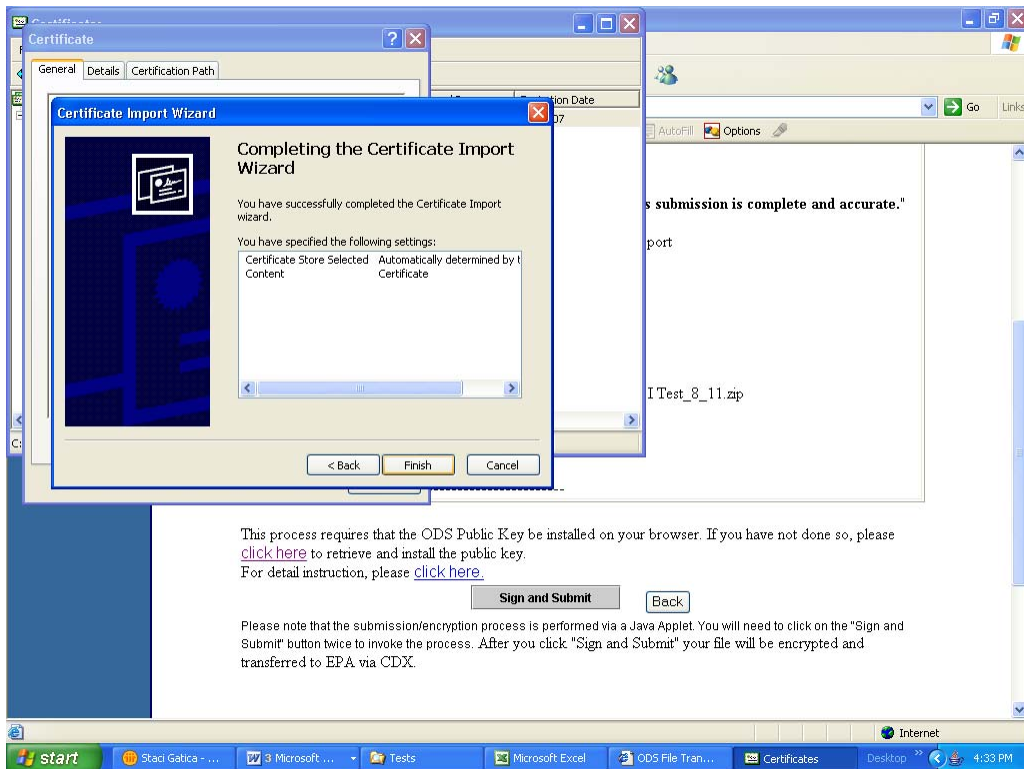 Certificate
General Details Certification Path
Certificate Import Wizard
Completing the Certificate Import
Wizard
You have successfully completed the Certificate Import
wizard.
You have specified the following settings:
Certificate Store Selected Automatically determined by t
Content Certificate
< Back Finish Cancel
Date
07
Go Links
AutoFill Options
submission is complete and accurate."
port
I Test_8_11.zip
This process requires that the ODS Public Key be installed on your browser. If you have not done so, please
click here to retrieve and install the public key.
For detail instruction, please click here.
Sign and Submit Back
Please note that the submission/encryption process is performed via a Java Applet. You will need to click on the "Sign and
Submit" button twice to invoke the process. After you click "Sign and Submit" your file will be encrypted and
transferred to EPA via CDX.
Internet
start Staci Gatica - ... 3 Microsoft ... Tests Microsoft Excel ODS File Tran... Certificates Desktop » 4:33 PM